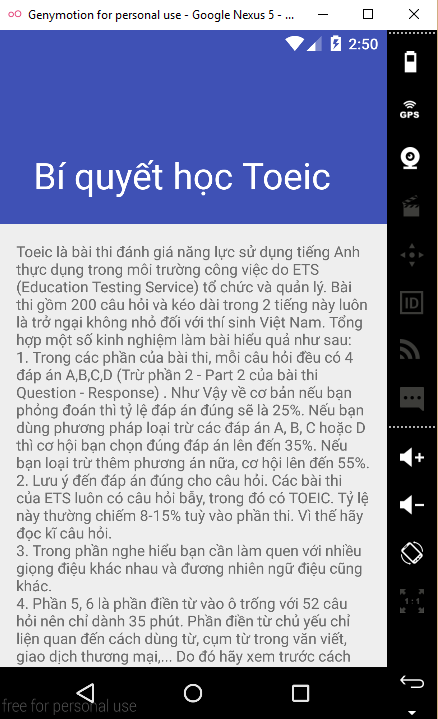 Genymotion for personal use - Google Nexus 5 - ...
2:50
GPS
Bí quyết học Toeic
Toeic là bài thi đánh giá năng lực sử dụng tiếng Anh
thực dụng trong môi trường công việc do ETS
(Education Testing Service) tổ chức và quản lý. Bài
thi gồm 200 câu hỏi và kéo dài trong 2 tiếng này luôn
là trở ngại không nhỏ đối với thí sinh Việt Nam. Tổng
hợp một số kinh nghiệm làm bài hiểu quả như sau:
1. Trong các phần của bài thi, mỗi câu hỏi đều có 4
đáp án A,B,C,D (Trừ phần 2 - Part 2 của bài thi
Question - Response) . Như Vậy về cơ bản nếu bạn
phỏng đoán thì tỷ lệ đáp án đúng sẽ là 25%. Nếu bạn
dùng phương pháp loại trừ các đáp án A, B, C hoặc D
thì cơ hội bạn chọn đúng đáp án lên đến 35%. Nếu
bạn loại trừ thêm phương án nữa, cơ hội lên đến 55%.
2. Lưu ý đến đáp án đúng cho câu hỏi. Các bài thi
của ETS luôn có câu hỏi bẫy, trong đó có TOEIC. Tỷ lệ
này thường chiếm 8-15% tuỳ vào phần thi. Vì thế hãy
đọc kĩ câu hỏi.
3. Trong phần nghe hiểu bạn cần làm quen với nhiều
giọng điệu khác nhau và đương nhiên ngữ điệu cũng
khác.
4. Phần 5, 6 là phần điền từ vào ô trống với 52 câu
hỏi nên chỉ dành 35 phút. Phần điền từ chủ yếu chỉ
liện quan đến cách dùng từ, cụm từ trong văn viết,
giao dịch thương mại,... Do đó hãy xem trước cách
ID
1:1
free for personal use